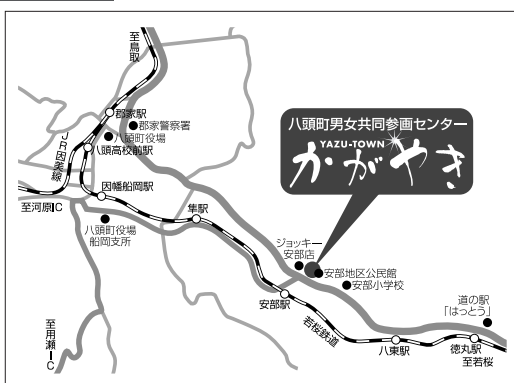 至鳥取
郡家駅
郡家警察署
八頭町役場
八頭高校前駅
JR因美線
因幡船岡駅
至河原IC
八頭町役場
船岡支所
隼駅
八頭町男女共同参画センター
YAZU-TOWN
かがやき
ジョッキー
安部店
安部地区公民館
安部小学校
安部駅
若桜鉄道
道の駅
「はっとう」
八東駅
徳丸駅
至若桜
至用瀬IC